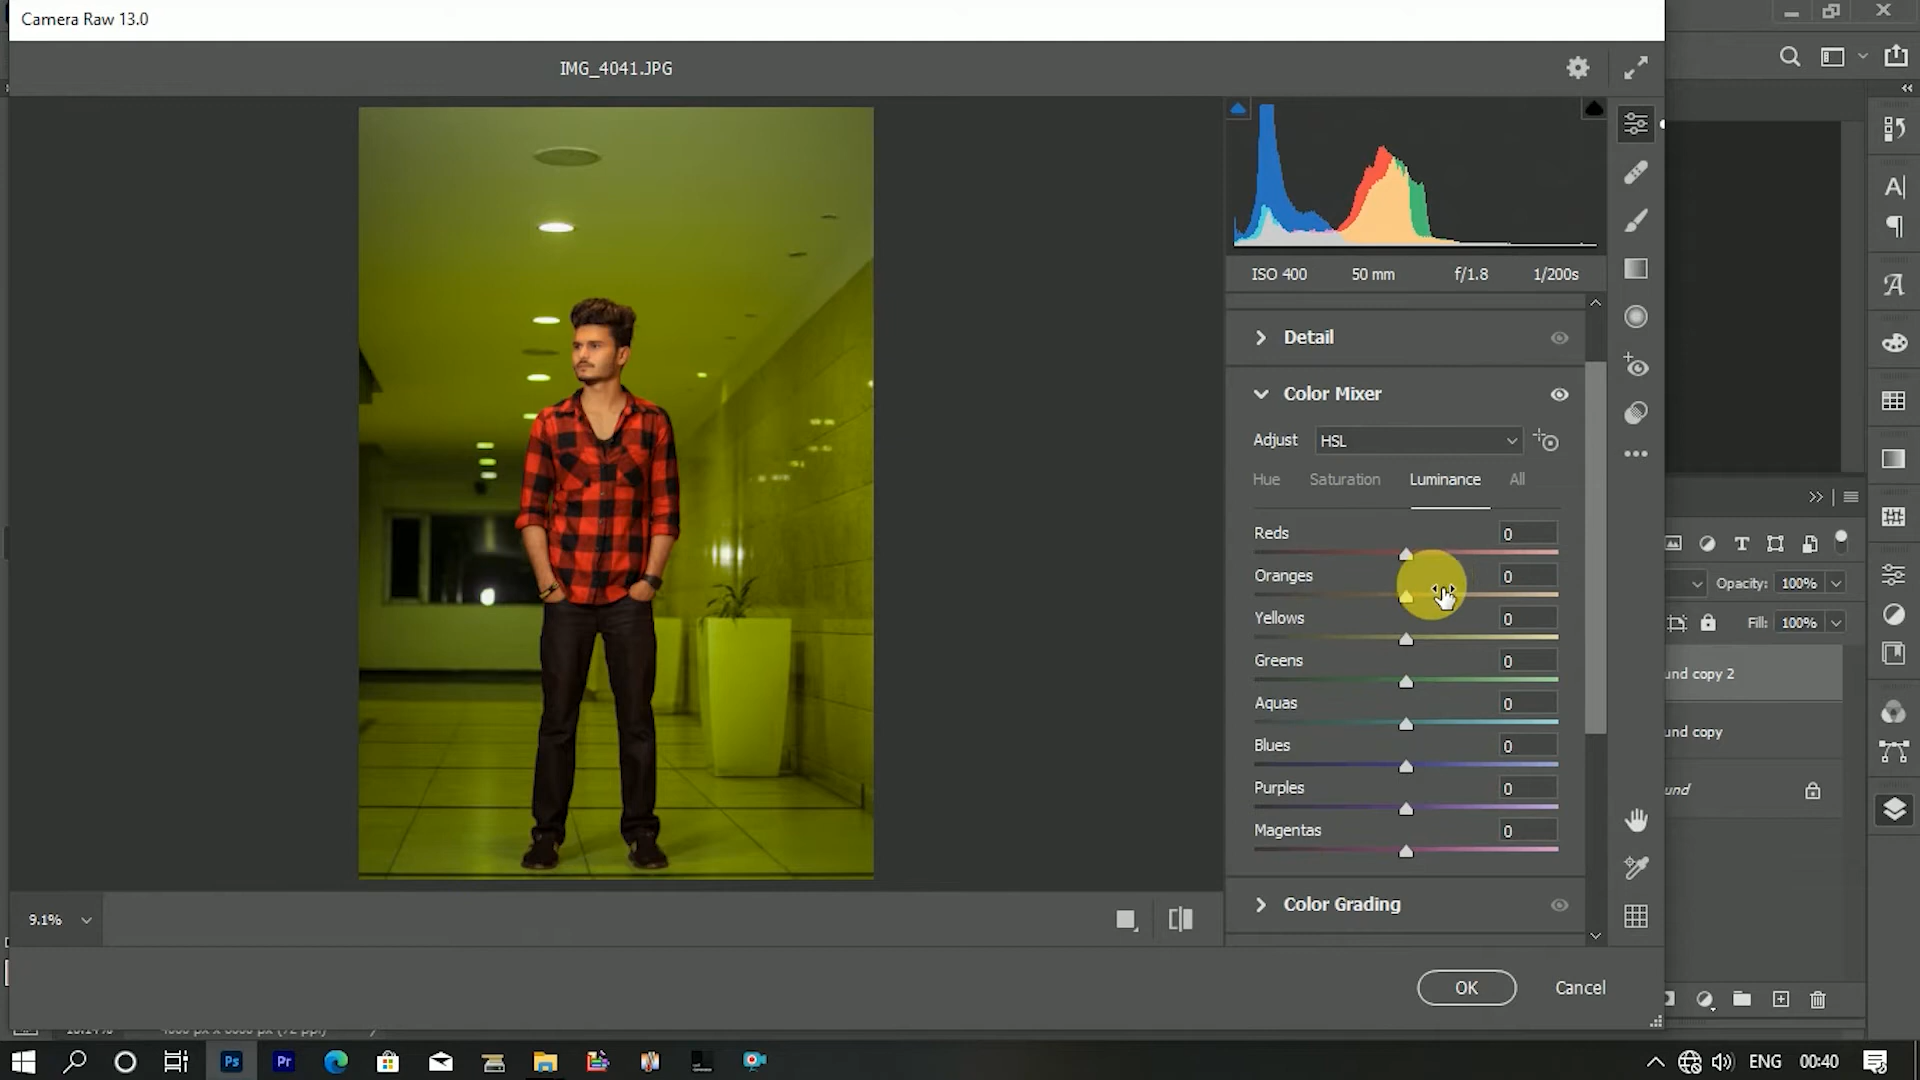 Camera Raw 13.0
IMG_4041.JPG
ISO 400 50 mm f/1.8 1/200s
Detail
Color Mixer
Adjust HSL
Hue Saturation Luminance All
Reds 0
Oranges 0
Yellows 0
Greens 0
Aquas 0
Blues 0
Purples 0
Magentas 0
Color Grading
9.1%
OK Cancel
Opacity: 100%
Fill: 100%
und copy 2
und copy
und
Ps Pr
ENG 00:40